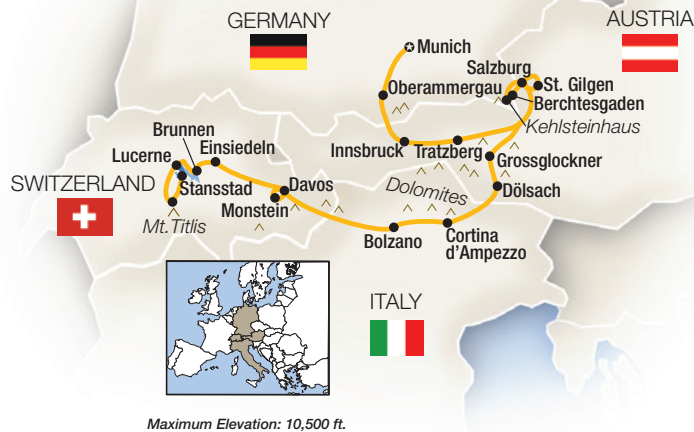 GERMANY
AUSTRIA
Munich
Salzburg
St. Gilgen
Oberammergau
Berchtesgaden
Kehlsteinhaus
Brunnen
Einsiedeln
Innsbruck
Tratzberg
Grossglockner
Lucerne
SWITZERLAND
Stansstad
Davos
Dolomites
Dölsach
Monstein
Mt. Titlis
Bolzano
Cortina
d'Ampezzo
ITALY
Maximum Elevation: 10,500 ft.